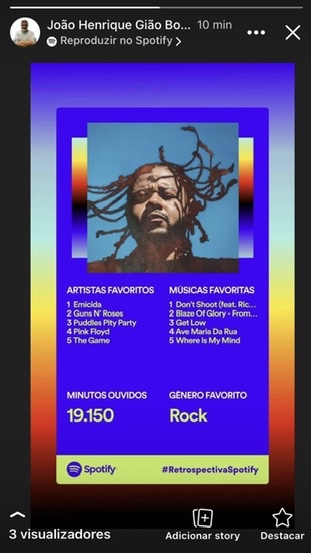 João Henrique Gião Bo... 10 min
Reproduzir no Spotify
ARTISTAS FAVORITOS
1 Emicida
2 Guns N' Roses
3 Puddles Pity Party
4 Pink Floyd
5 The Game
MÚSICAS FAVORITAS
1 Don't Shoot (feat. Ric...
2 Blaze Of Glory - From...
3 Get Low
4 Ave Maria Da Rua
5 Where Is My Mind
MINUTOS OUVIDOS
19.150
GÊNERO FAVORITO
Rock
Spotify
#RetrospectivaSpotify
3 visualizadores
Adicionar story
Destacar